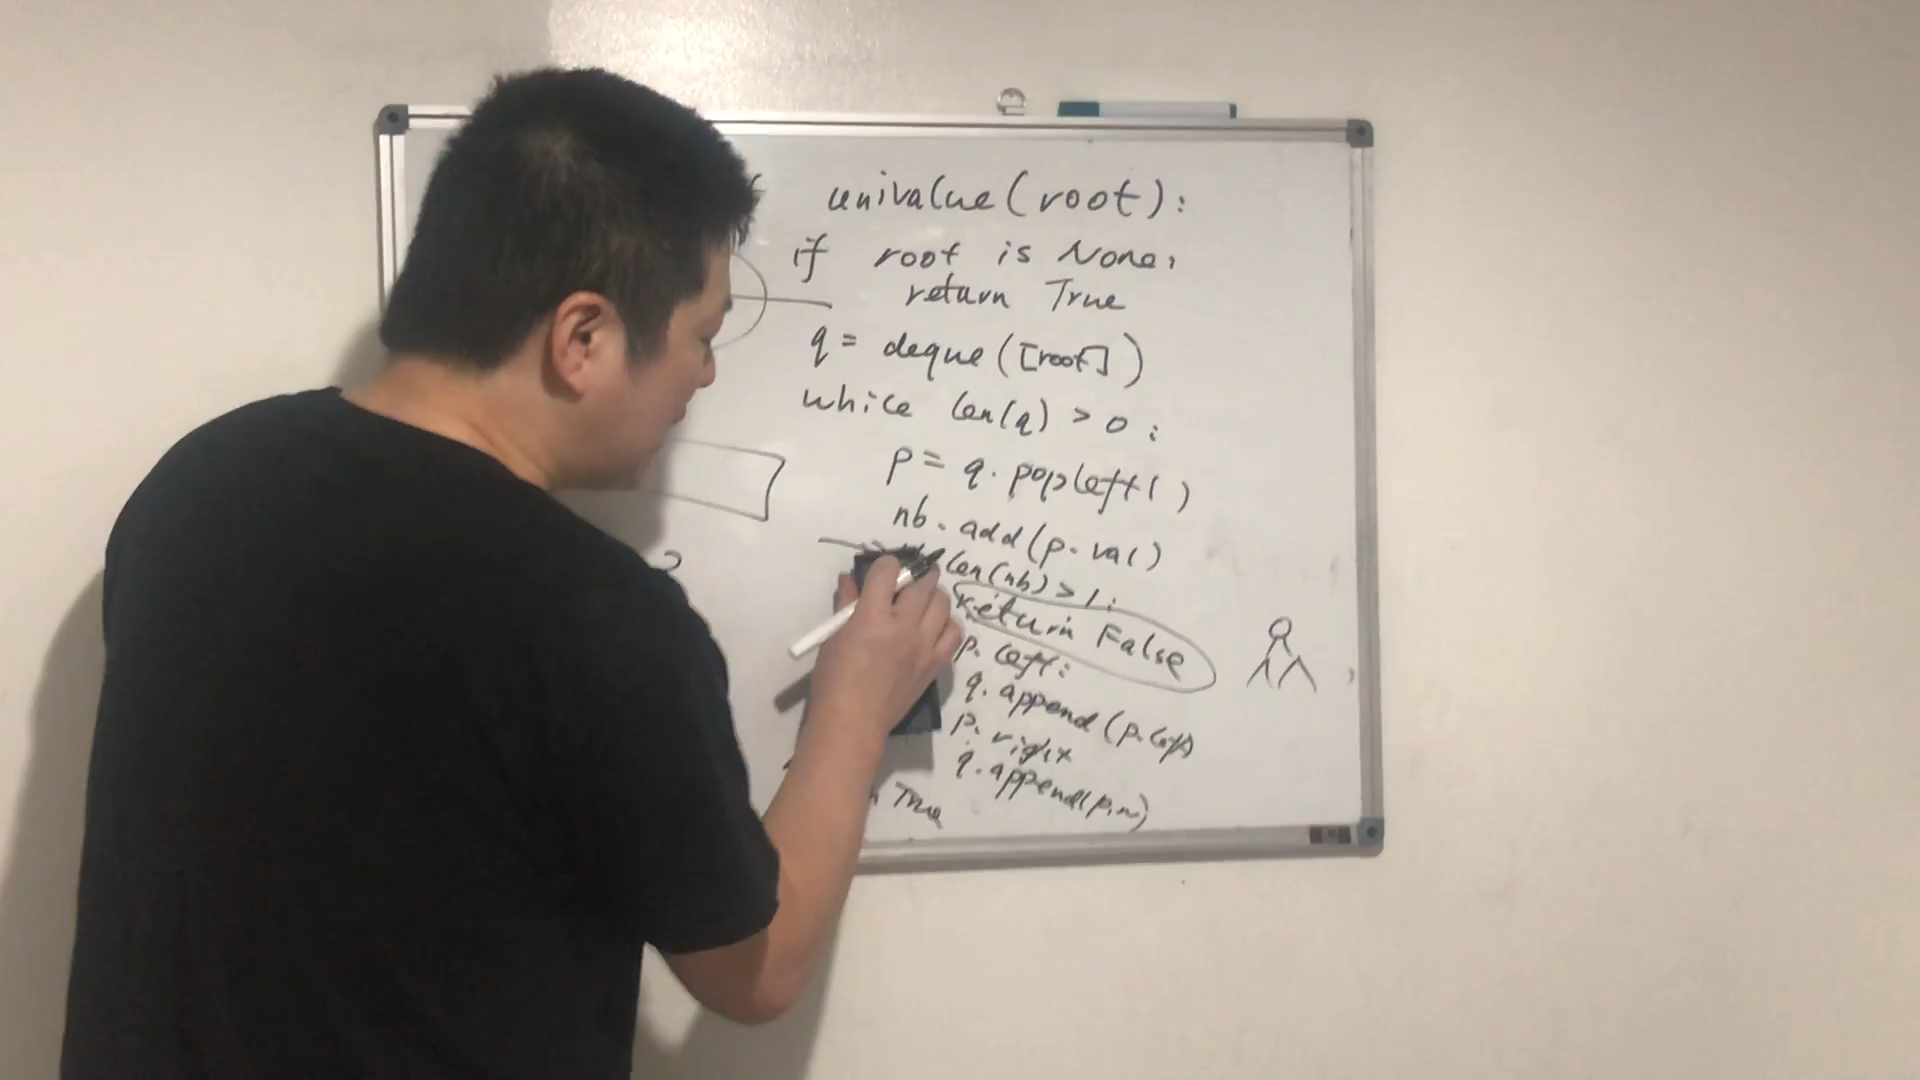 univalue(root):
if root is None:
return True
q = deque([root])
while len(q) > 0:
p = q.popleft()
nb.add(p.val)
len(nb) > 1:
return False
p.left:
q.append(p.left)
p.right
q.append(p.r)
True